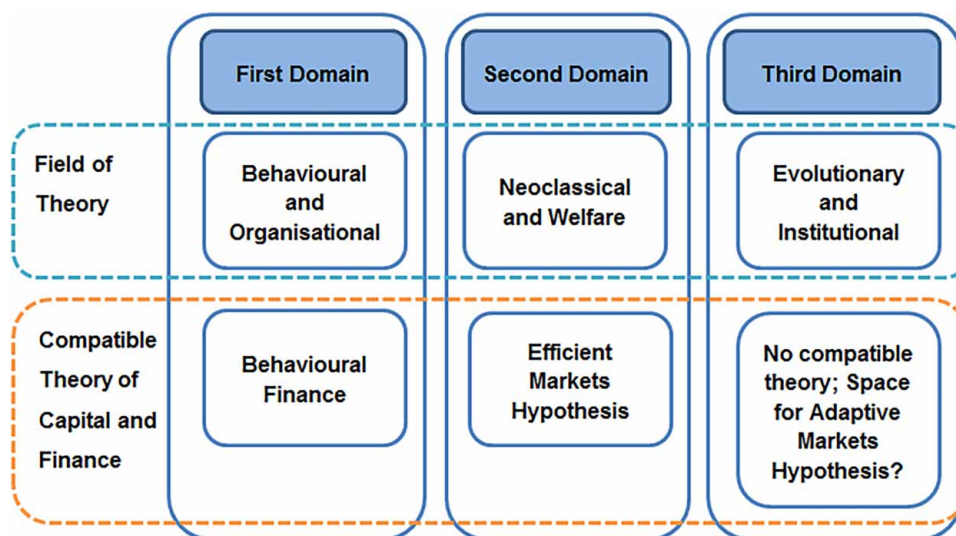 First Domain
Second Domain
Third Domain
Field of
Theory
Behavioural
and
Organisational
Neoclassical
and Welfare
Evolutionary
and
Institutional
Compatible
Theory of
Capital and
Finance
Behavioural
Finance
Efficient
Markets
Hypothesis
No compatible
theory; Space
for Adaptive
Markets
Hypothesis?